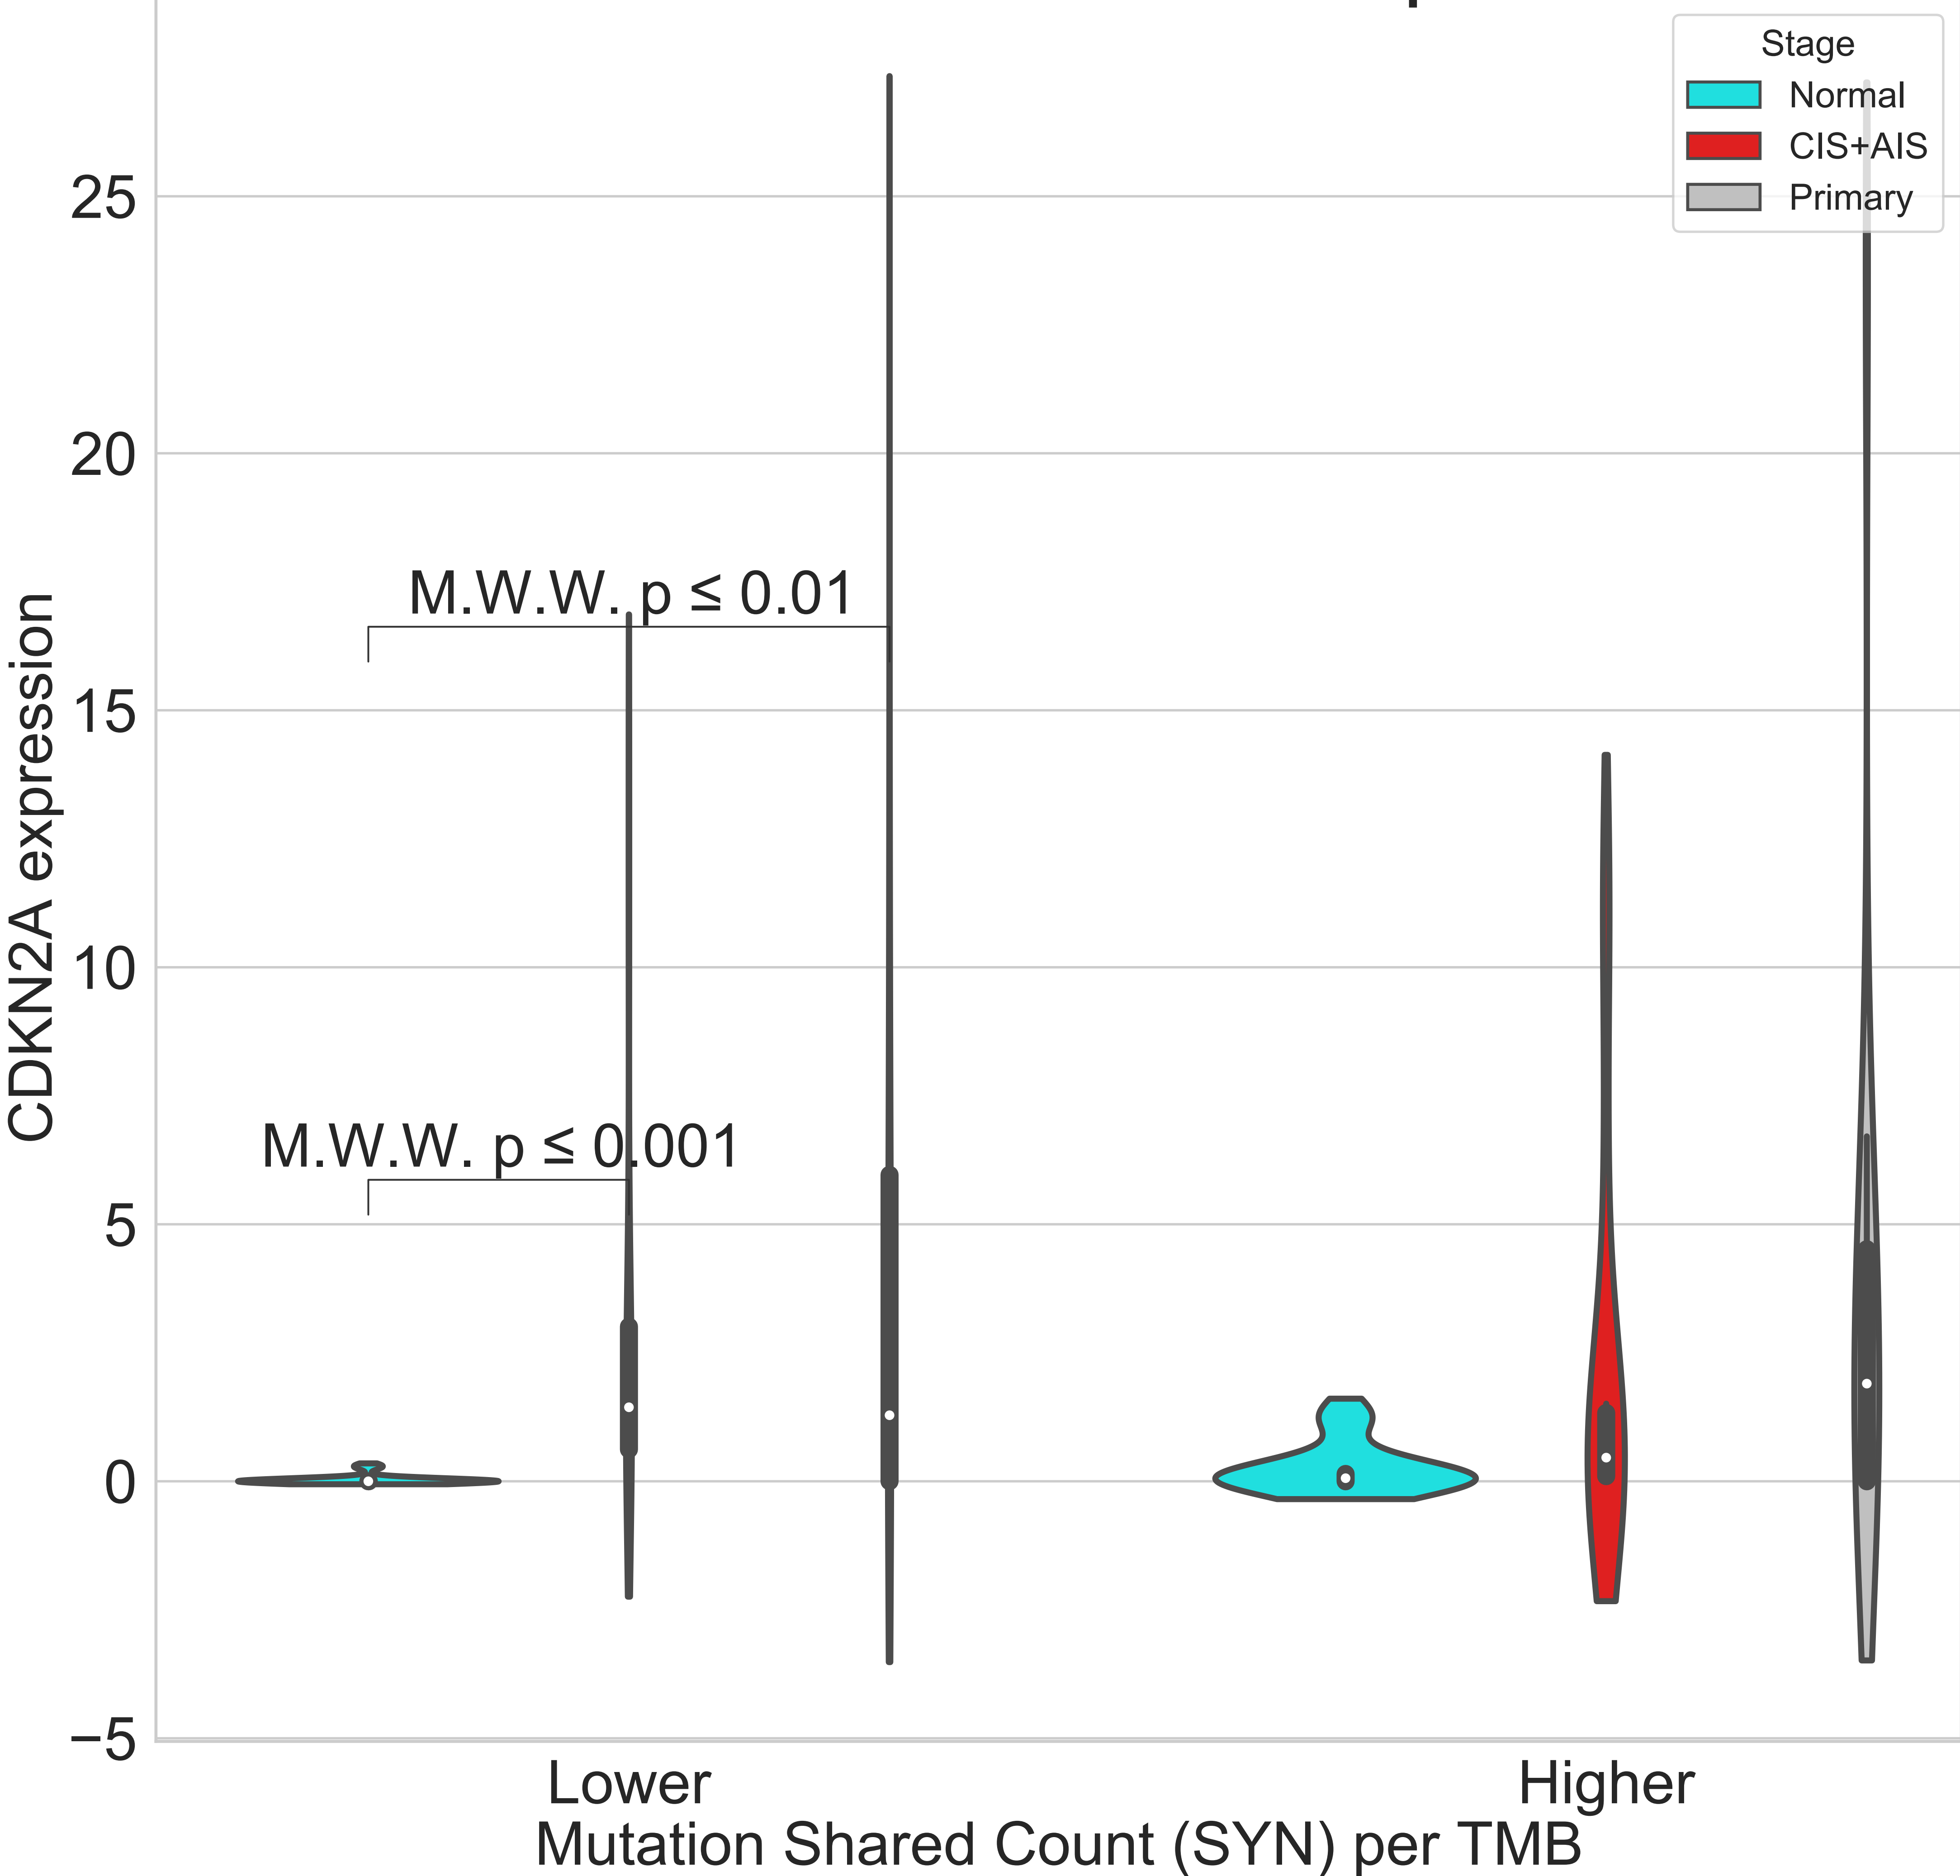 Stage
Normal
CIS+AIS
Primary
25
20
15
10
5
0
−5
CDKN2A expression
M.W.W. p ≤ 0.01
M.W.W. p ≤ 0.001
Lower
Higher
Mutation Shared Count (SYN) per TMB